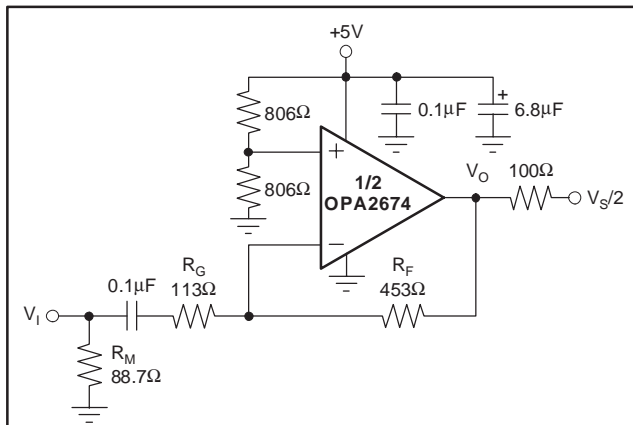 +5V
806Ω
0.1µF
+
6.8µF
+
806Ω
1/2
OPA2674
V_O
100Ω
V_S/2
−
R_G
R_F
0.1µF
113Ω
453Ω
V_I
R_M
88.7Ω